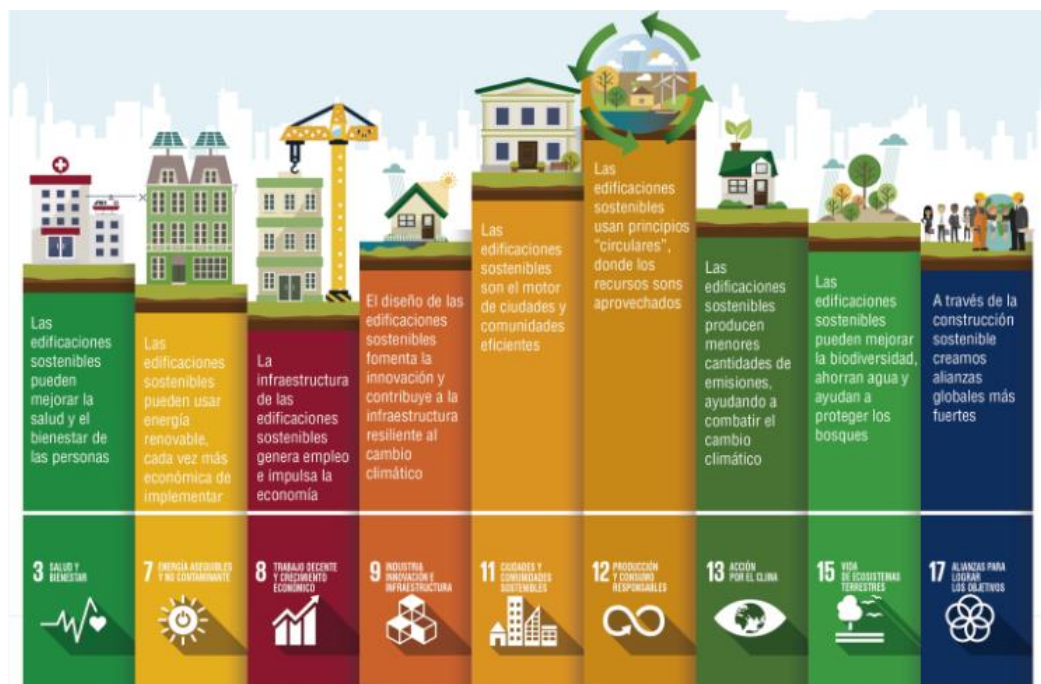 Las
edificaciones
sostenibles
pueden
mejorar la
salud y el
bienestar de
las personas
Las
edificaciones
sostenibles
pueden usar
energía
renovable,
cada vez más
económica de
implementar
La
infraestructura
de las
edificaciones
sostenibles
genera empleo
e impulsa la
economía
El diseño de las
edificaciones
sostenibles
fomenta la
innovación y
contribuye a la
infraestructura
resiliente al
cambio
climático
Las
edificaciones
sostenibles
son el motor
de ciudades y
comunidades
eficientes
Las
edificaciones
sostenibles
usan principios
"circulares",
donde los
recursos sons
aprovechados
Las
edificaciones
sostenibles
producen
menores
cantidades de
emisiones,
ayudando a
combatir el
cambio
climático
Las
edificaciones
sostenibles
pueden mejorar
la biodiversidad,
ahorran agua y
ayudan a
proteger los
bosques
A través de la
construcción
sostenible
creamos
alianzas
globales más
fuertes
3 SALUD Y
BIENESTAR
7 ENERGÍA ASEQUIBLES
Y NO CONTAMINANTE
8 TRABAJO DECENTE
Y CRECIMIENTO
ECONÓMICO
9 INDUSTRIA
INNOVACIÓN E
INFRAESTRUCTURA
11 CIUDADES Y
COMUNIDADES
SOSTENIBLES
12 PRODUCCIÓN
Y CONSUMO
RESPONSABLES
13 ACCIÓN
POR EL CLIMA
15 VIDA
DE ECOSISTEMAS
TERRESTRES
17 ALIANZAS PARA
LOGRAR
LOS OBJETIVOS